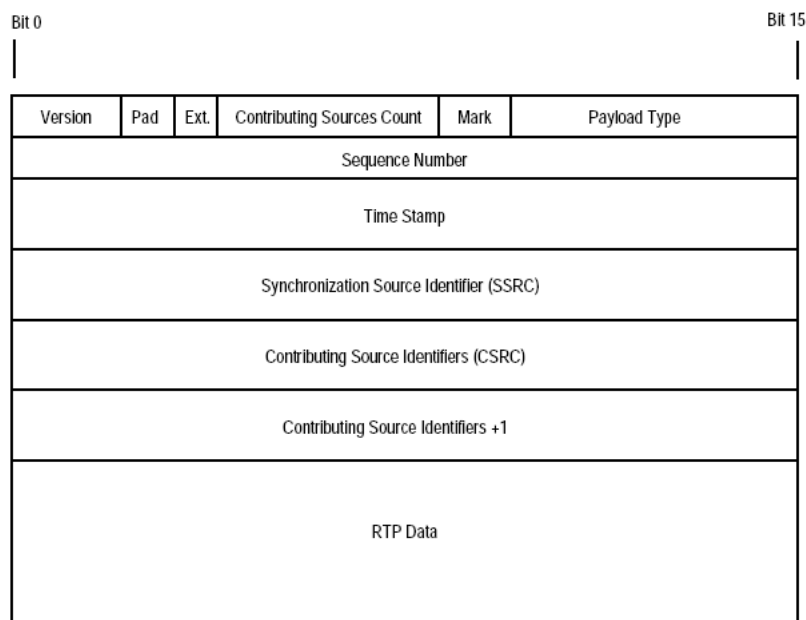 Bit 0 Bit 15
Version Pad Ext. Contributing Sources Count Mark Payload Type
Sequence Number
Time Stamp
Synchronization Source Identifier (SSRC)
Contributing Source Identifiers (CSRC)
Contributing Source Identifiers +1
RTP Data